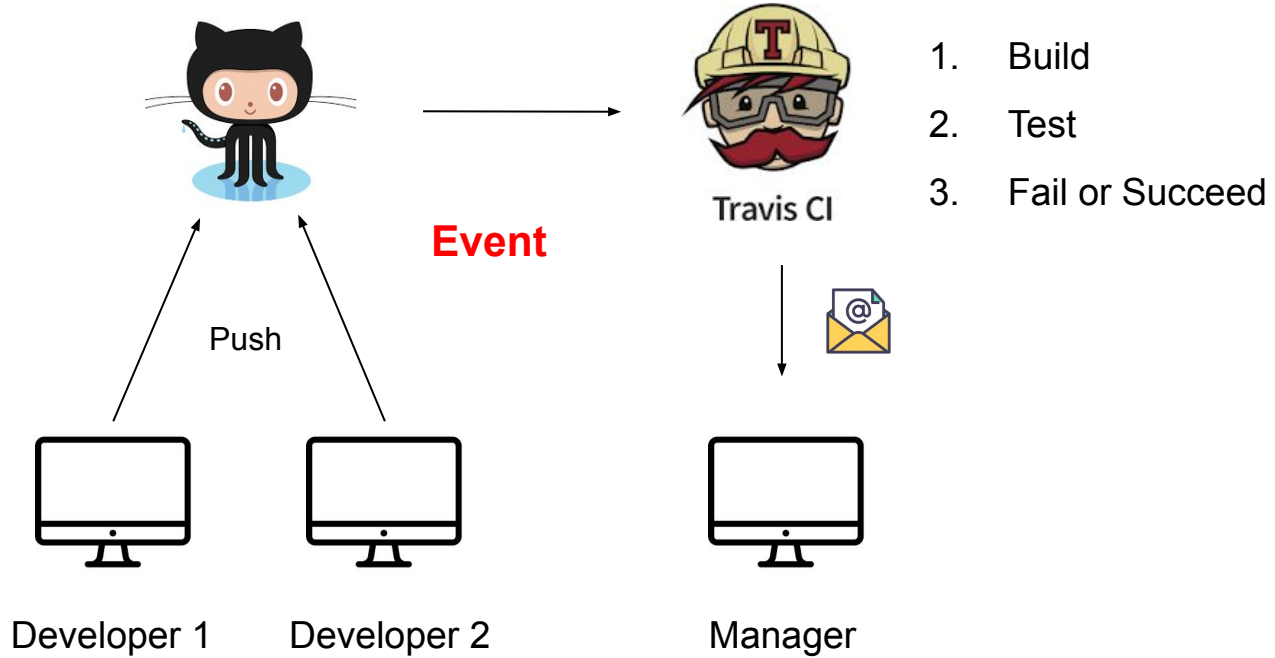 T
1. Build
2. Test
3. Fail or Succeed
Travis CI
Event
Push
@
Developer 1
Developer 2
Manager